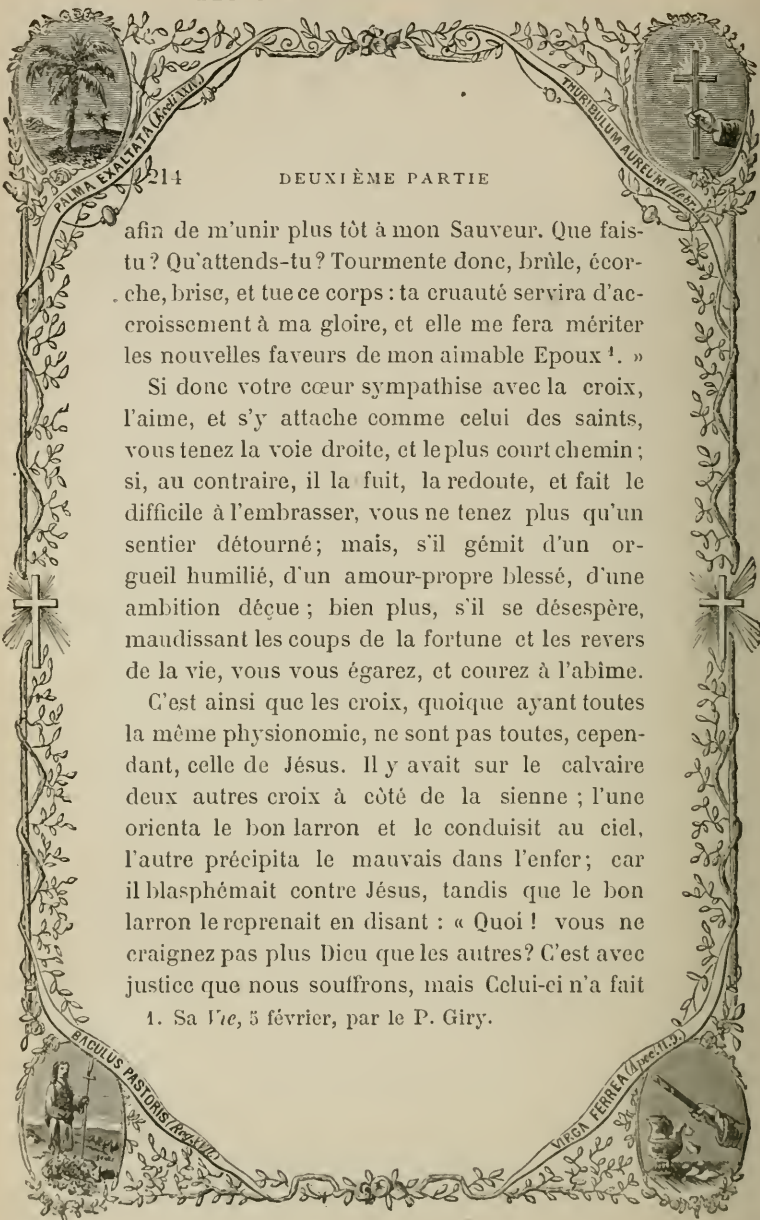 PALMA EXALTATA (Eccli XXIV)
THURIBULUM AUREUM
214 DEUXIÈME PARTIE
afin de m'unir plus tôt à mon Sauveur. Que fais-
tu ? Qu'attends-tu ? Tourmente donc, brûle, écor-
che, brise, et tue ce corps : ta cruauté servira d'ac-
croissement à ma gloire, et elle me fera mériter
les nouvelles faveurs de mon aimable Epoux ¹. »
Si donc votre cœur sympathise avec la croix,
l'aime, et s'y attache comme celui des saints,
vous tenez la voie droite, et le plus court chemin ;
si, au contraire, il la fuit, la redoute, et fait le
difficile à l'embrasser, vous ne tenez plus qu'un
sentier détourné ; mais, s'il gémit d'un or-
gueil humilié, d'un amour-propre blessé, d'une
ambition déçue ; bien plus, s'il se désespère,
maudissant les coups de la fortune et les revers
de la vie, vous vous égarez, et courez à l'abîme.
C'est ainsi que les croix, quoique ayant toutes
la même physionomie, ne sont pas toutes, cepen-
dant, celle de Jésus. Il y avait sur le calvaire
deux autres croix à côté de la sienne ; l'une
orienta le bon larron et le conduisit au ciel,
l'autre précipita le mauvais dans l'enfer ; car
il blasphémait contre Jésus, tandis que le bon
larron le reprenait en disant : « Quoi ! vous ne
craignez pas plus Dieu que les autres ? C'est avec
justice que nous souffrons, mais Celui-ci n'a fait
1. Sa Vie, 5 février, par le P. Giry.
BACULUS PASTORIS
VIRGA FERREA (Apoc. II.9.)